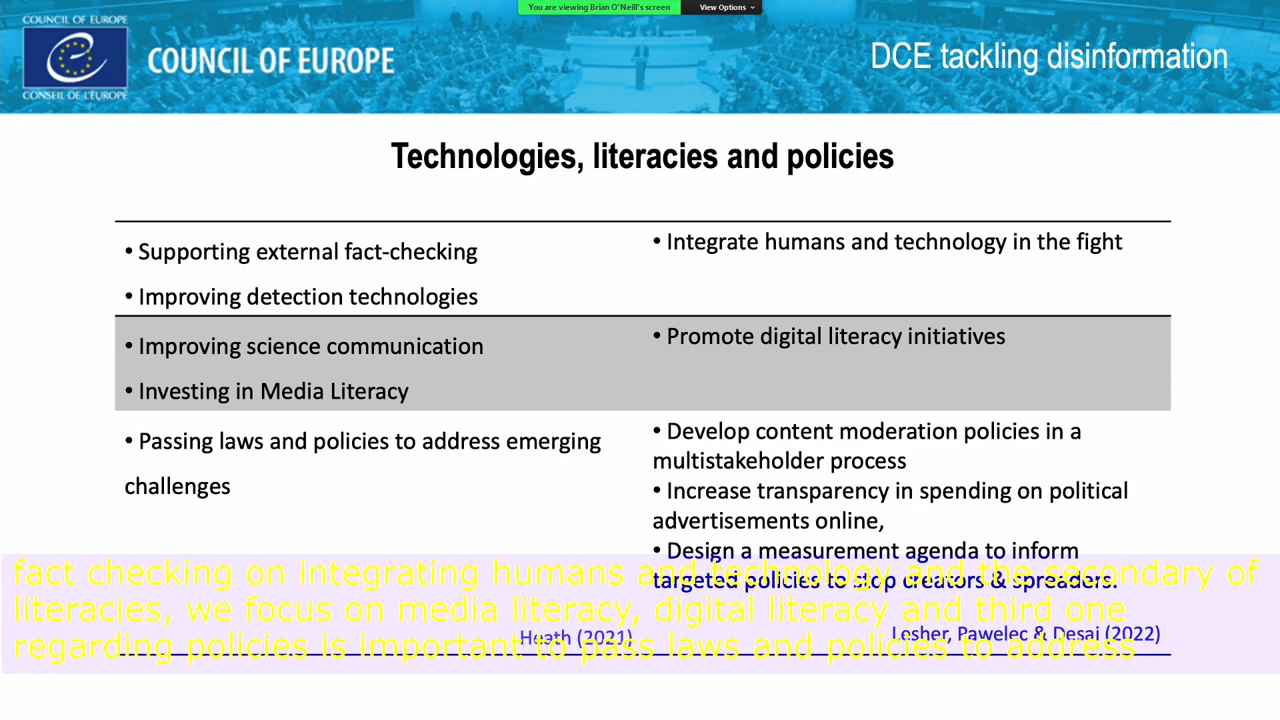 You are viewing Brian O'Neill's screen
View Options
COUNCIL OF EUROPE
CONSEIL DE L'EUROPE
COUNCIL OF EUROPE
DCE tackling disinformation
Technologies, literacies and policies
• Supporting external fact-checking
• Improving detection technologies
• Integrate humans and technology in the fight
• Improving science communication
• Investing in Media Literacy
• Promote digital literacy initiatives
• Passing laws and policies to address emerging
challenges
• Develop content moderation policies in a
multistakeholder process
• Increase transparency in spending on political
advertisements online,
• Design a measurement agenda to inform
targeted policies to stop creators & spreaders.
Heath (2021)
Lesher, Pawelec & Desai (2022)
fact checking on integrating humans and technology and the secondary of
literacies, we focus on media literacy, digital literacy and third one
regarding policies is important to pass laws and policies to address